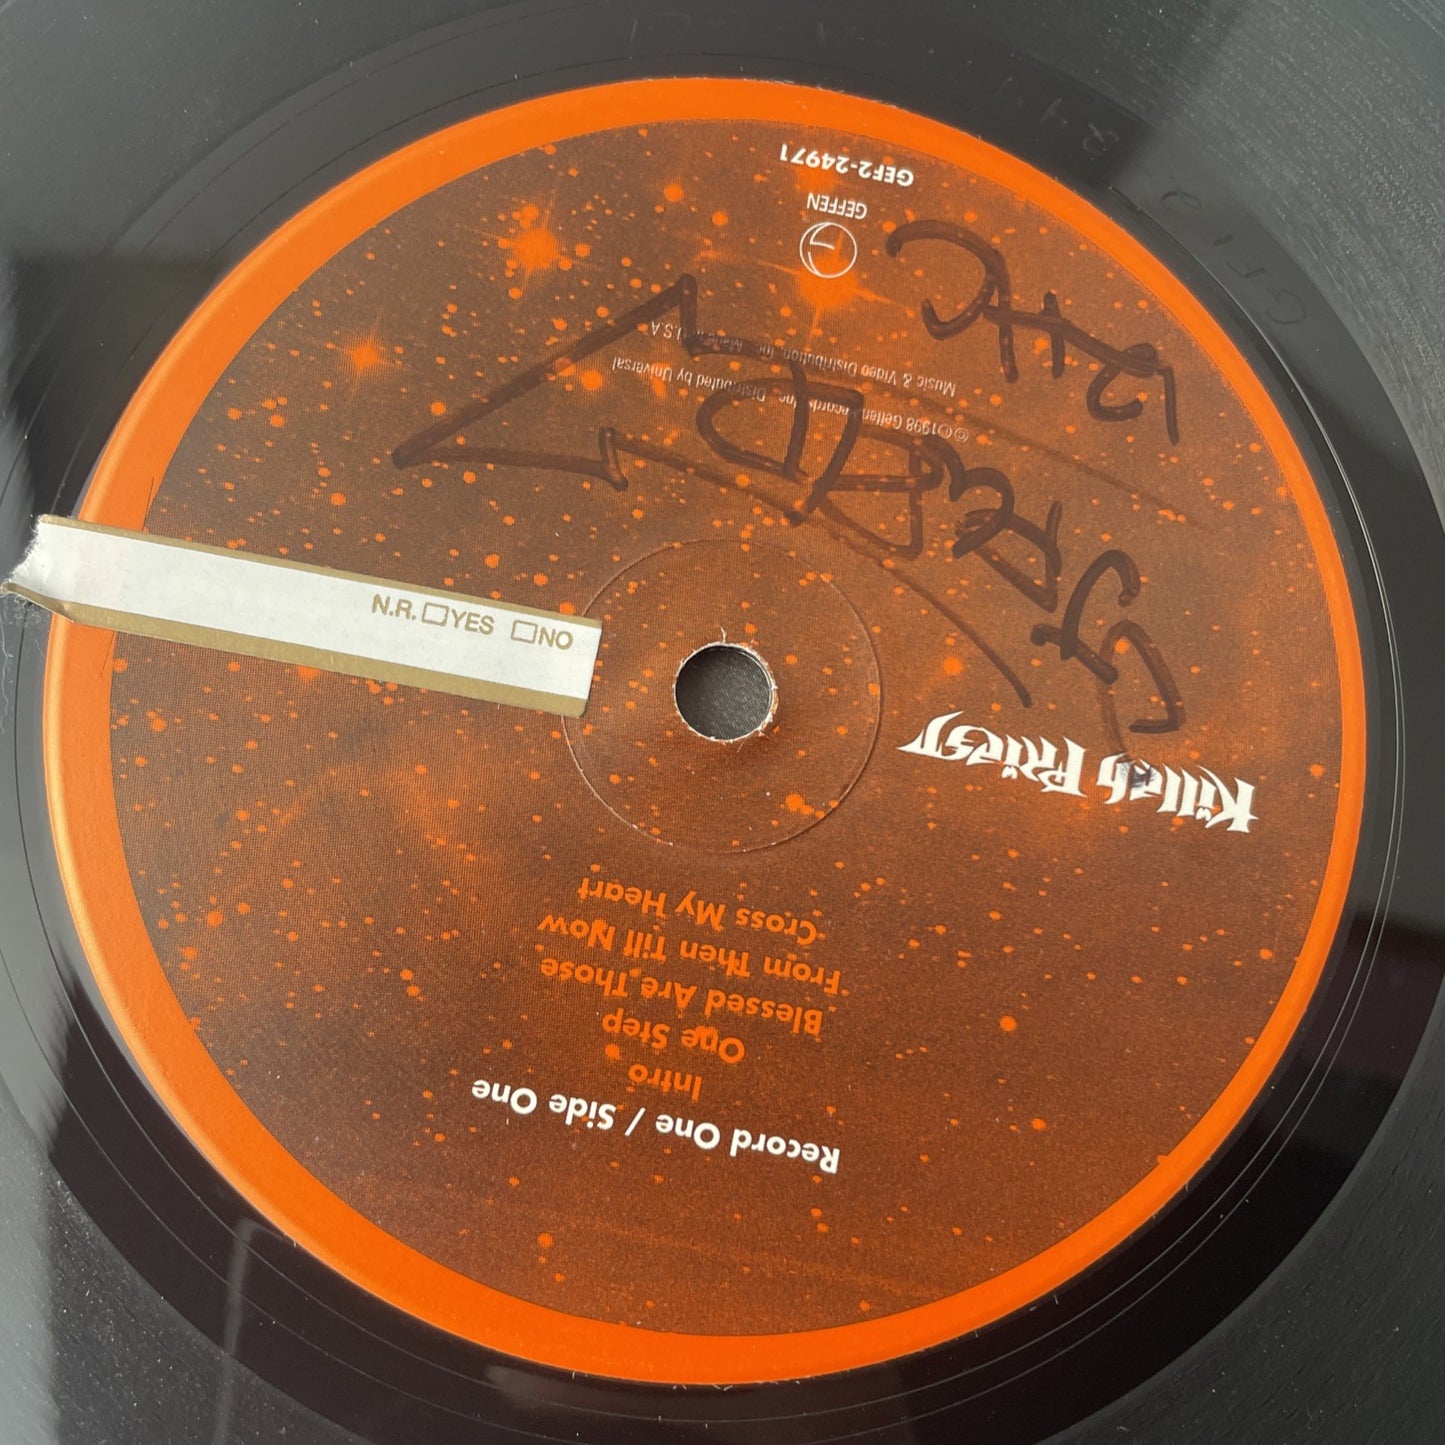 Record One / Side One
Intro
One Step
Blessed Are Those
From Then Till Now
Cross My Heart
Killah Priest
℗©1998 Geffen Records, Inc. Distributed by Universal
Music & Video Distribution, Inc. Made in U.S.A.
GEFFEN
GEF2-24971
N.R. □YES □NO